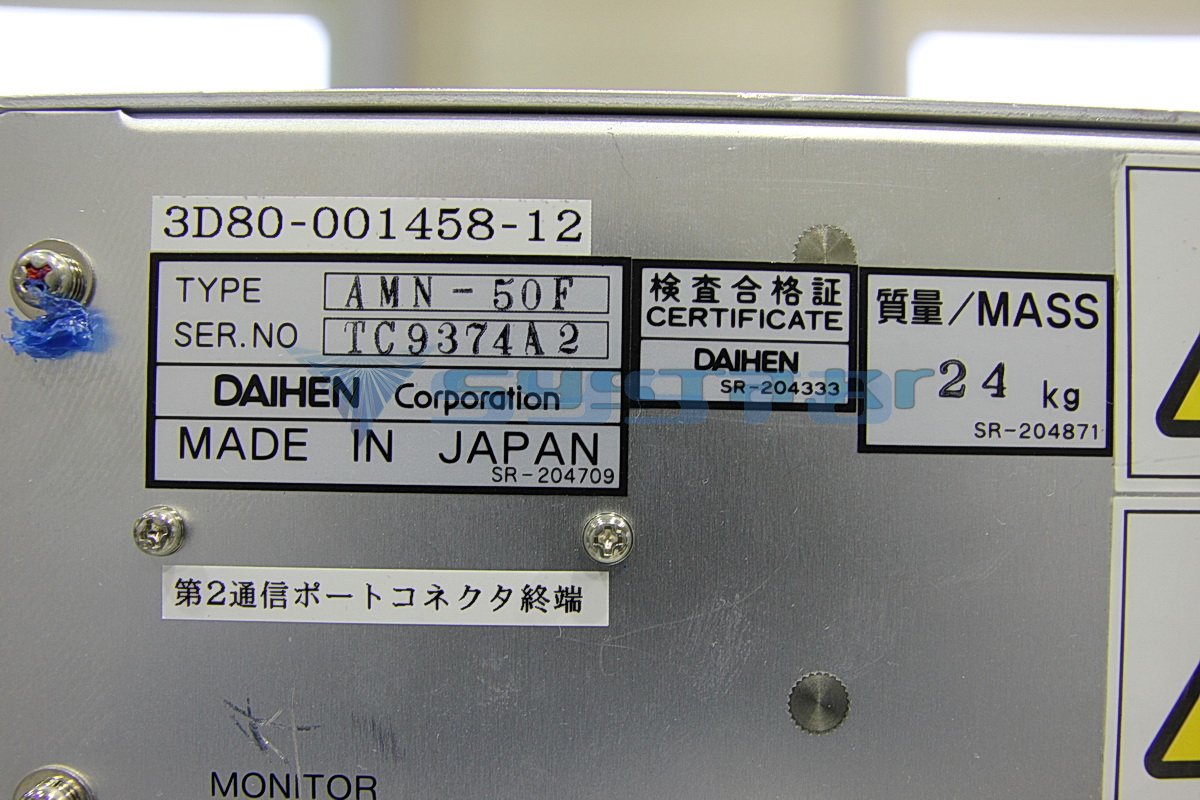 3D80-001458-12
TYPE AMN-50F
SER.NO TC9374A2
DAIHEN Corporation
MADE IN JAPAN
SR-204709
検査合格証
CERTIFICATE
DAIHEN
SR-204333
質量/MASS
24 kg
SR-204871
systar
第2通信ポートコネクタ終端
MONITOR